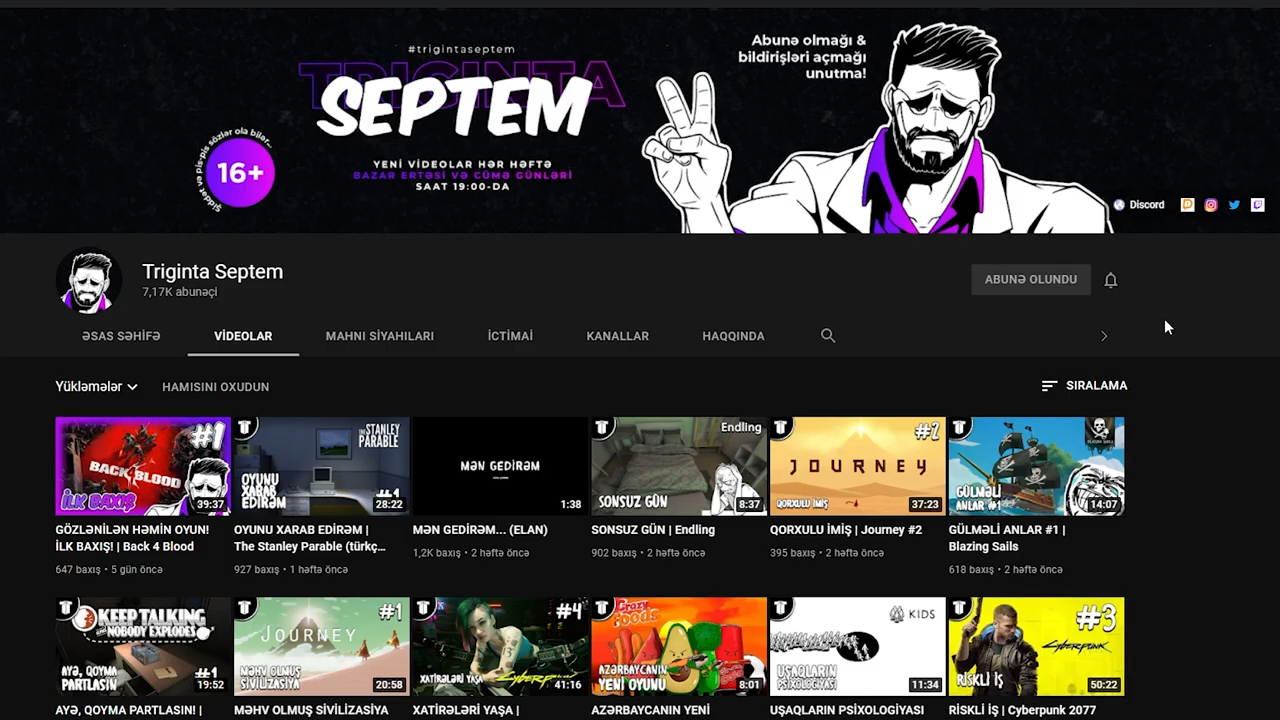 #trigintaseptem
TRIGINTA
SEPTEM
YENİ VİDEOLAR HƏR HƏFTƏ
BAZAR ERTƏSİ VƏ CÜMƏ GÜNLƏRİ
SAAT 19:00-DA
Şiddət və pis-pis sözlər ola bilər~
16+
Abunə olmağı &
bildirişləri açmağı
unutma!
Discord
Triginta Septem
7,17K abunəçi
ABUNƏ OLUNDU
ƏSAS SƏHİFƏ VİDEOLAR MAHNI SİYAHILARI İCTİMAİ KANALLAR HAQQINDA
Yükləmələr HAMISINI OXUDUN SIRALAMA
#1
BACK 4 BLOOD
İLK BAXIŞ
39:37
THE STANLEY
PARABLE
OYUNU
XARAB
EDİRƏM
#1
28:22
MƏN GEDİRƏM
1:38
Endling
SONSUZ GÜN
8:37
#2
JOURNEY
QORXULU İMİŞ
37:23
GÜLMƏLİ
ANLAR #1
14:07
GÖZLƏNİLƏN HƏMİN OYUN!
İLK BAXIŞ! | Back 4 Blood
647 baxış • 5 gün öncə
OYUNU XARAB EDİRƏM |
The Stanley Parable (türkç...
927 baxış • 1 həftə öncə
MƏN GEDİRƏM... (ELAN)
1,2K baxış • 2 həftə öncə
SONSUZ GÜN | Endling
902 baxış • 2 həftə öncə
QORXULU İMİŞ | Journey #2
395 baxış • 2 həftə öncə
GÜLMƏLİ ANLAR #1 |
Blazing Sails
618 baxış • 2 həftə öncə
KEEP TALKING
AND NOBODY EXPLODES
AYƏ, QOYMA
PARTLASIN
#1
19:52
#1
JOURNEY
MƏHV OLMUŞ
SİVİLİZASİYA
20:58
#4
XATİRƏLƏRİ YAŞA
Cyberpunk
41:16
Crazy
Foods
AZƏRBAYCANIN
YENİ OYUNU
8:01
KIDS
UŞAQLARIN
PSİXOLOGİYASI
11:34
#3
Cyberpunk
RİSKLİ İŞ
50:22
AYƏ, QOYMA PARTLASIN! |
MƏHV OLMUŞ SİVİLİZASİYA
XATİRƏLƏRİ YAŞA |
AZƏRBAYCANIN YENİ
UŞAQLARIN PSİXOLOGİYASI
RİSKLİ İŞ | Cyberpunk 2077